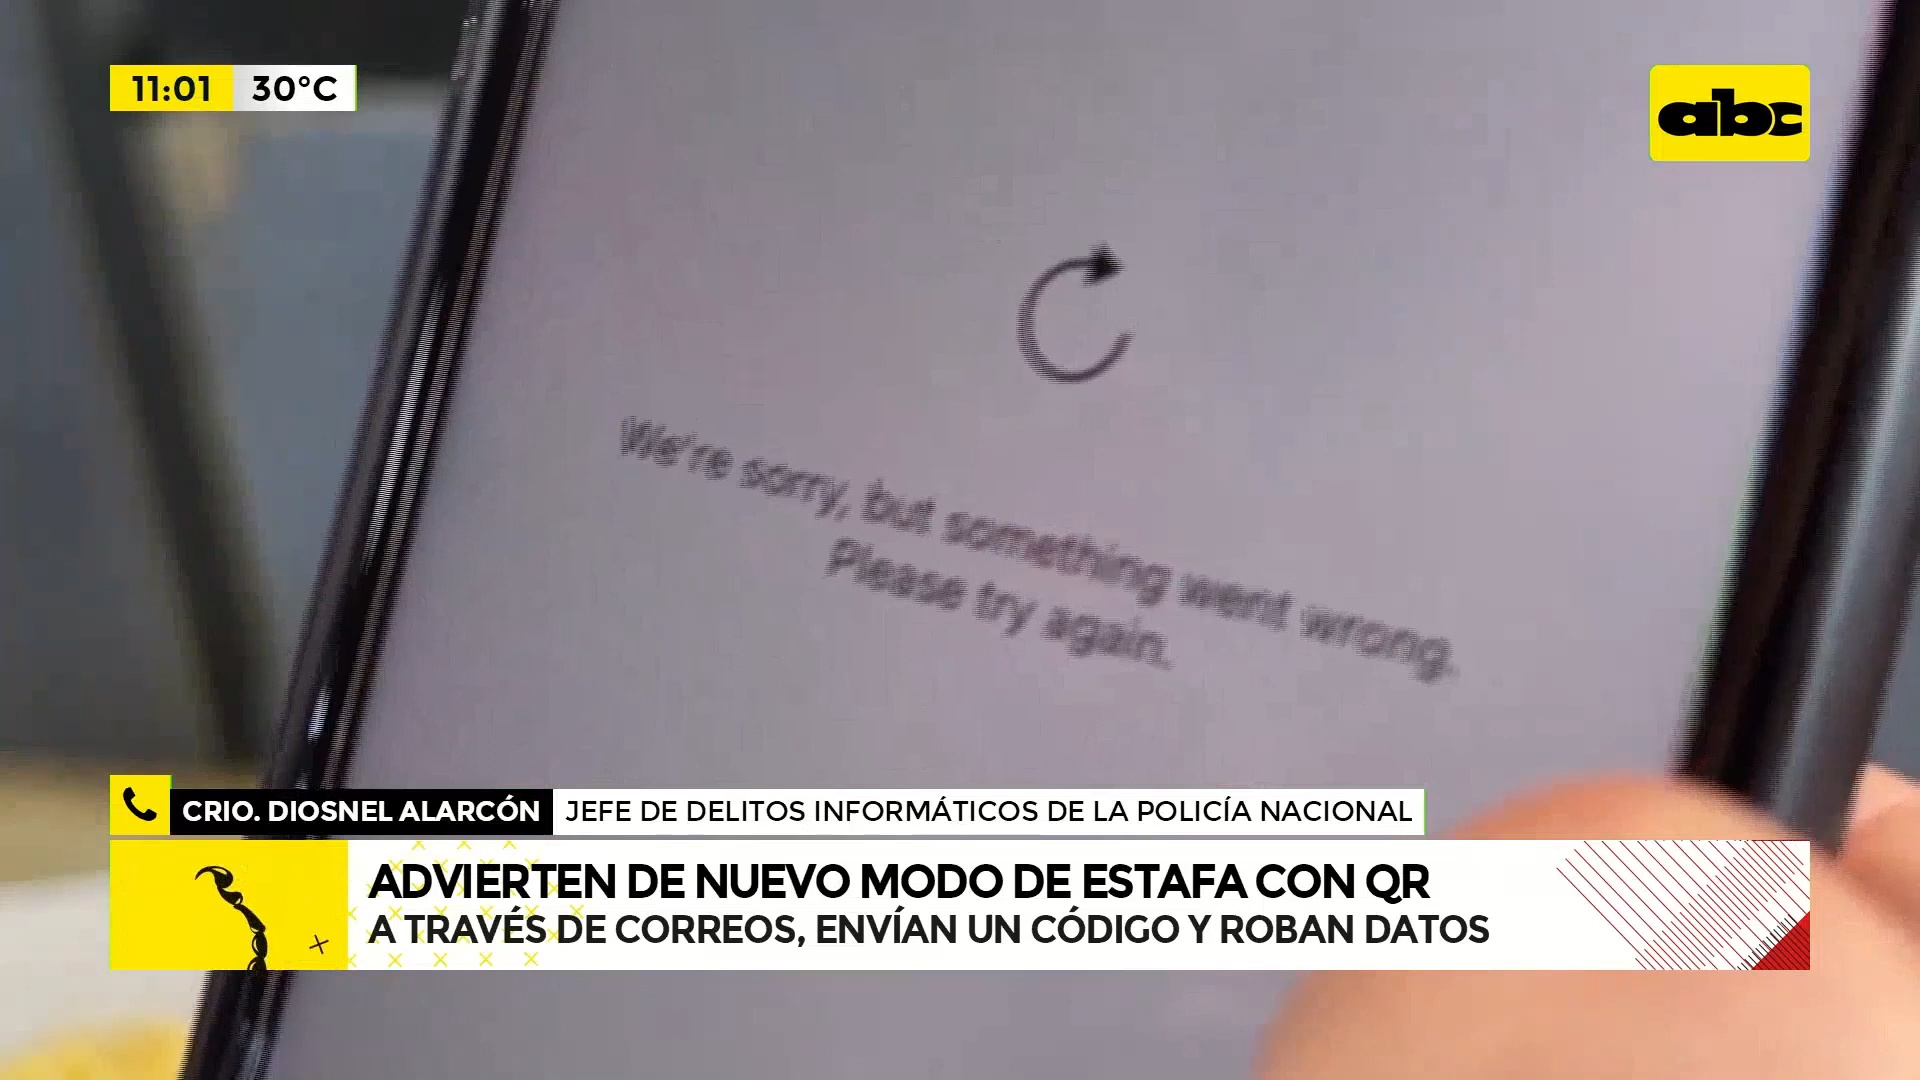 11:01 30°C
abc
We're sorry, but something went wrong.
Please try again.
CRIO. DIOSNEL ALARCÓN JEFE DE DELITOS INFORMÁTICOS DE LA POLICÍA NACIONAL
ADVIERTEN DE NUEVO MODO DE ESTAFA CON QR
A TRAVÉS DE CORREOS, ENVÍAN UN CÓDIGO Y ROBAN DATOS